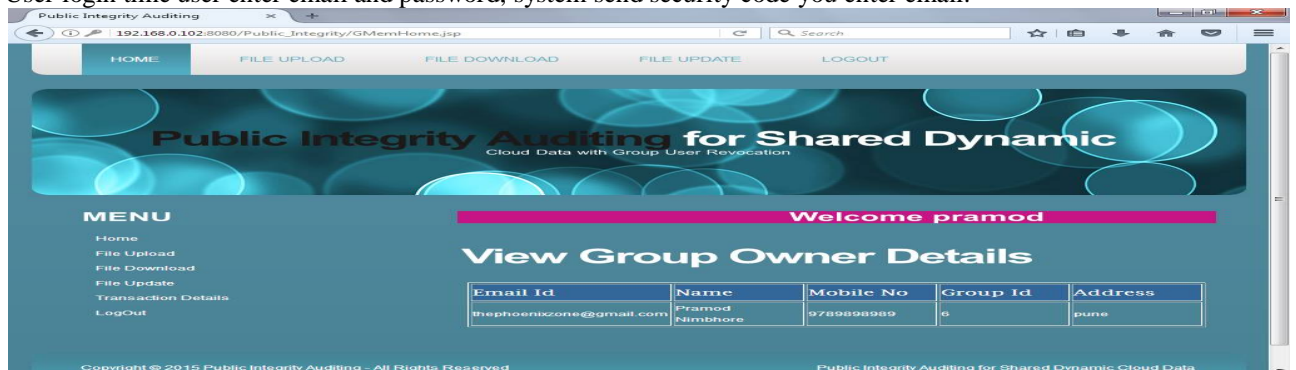 User login time user enter email and password, system send security code you enter email.
Public Integrity Auditing
192.168.0.102:8080/Public_Integrity/GMemHome.jsp
Search
HOME FILE UPLOAD FILE DOWNLOAD FILE UPDATE LOGOUT
Public Integrity Auditing for Shared Dynamic
Cloud Data with Group User Revocation
MENU
Home
File Upload
File Download
File Update
Transaction Details
LogOut
Welcome pramod
View Group Owner Details
Email Id Name Mobile No Group Id Address
thephoenixzone@gmail.com Pramod Nimbhore 9789898989 6 pune
Copyright © 2015 Public Integrity Auditing - All Rights Reserved
Public Integrity Auditing for Shared Dynamic Cloud Data